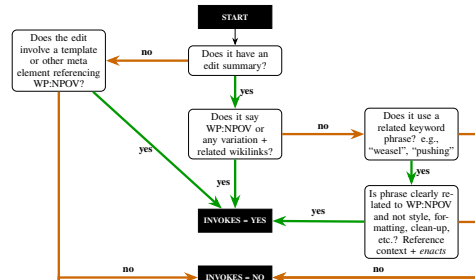 START
Does the edit
involve a template
or other meta
element referencing
WP:NPOV?
no
Does it have an
edit summary?
yes
Does it say
WP:NPOV or
any variation +
related wikilinks?
no
Does it use a
related keyword
phrase? e.g.,
“weasel”, “pushing”
yes
yes
yes
Is phrase clearly re-
lated to WP:NPOV
and not style, for-
matting, clean-up,
etc.? Reference
context + enacts
yes
INVOKES = YES
no
INVOKES = NO
no